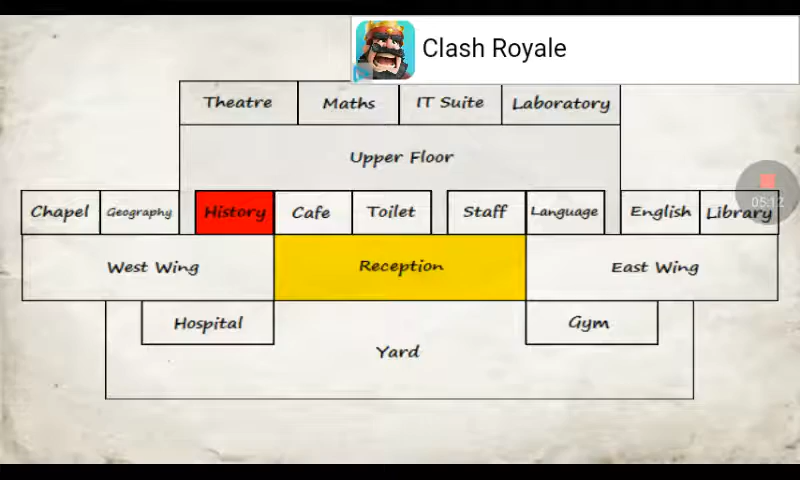 Clash Royale
Theatre Maths IT Suite Laboratory
Upper Floor
Chapel Geography History Cafe Toilet Staff Language English Library
05:12
West Wing Reception East Wing
Hospital Gym
Yard